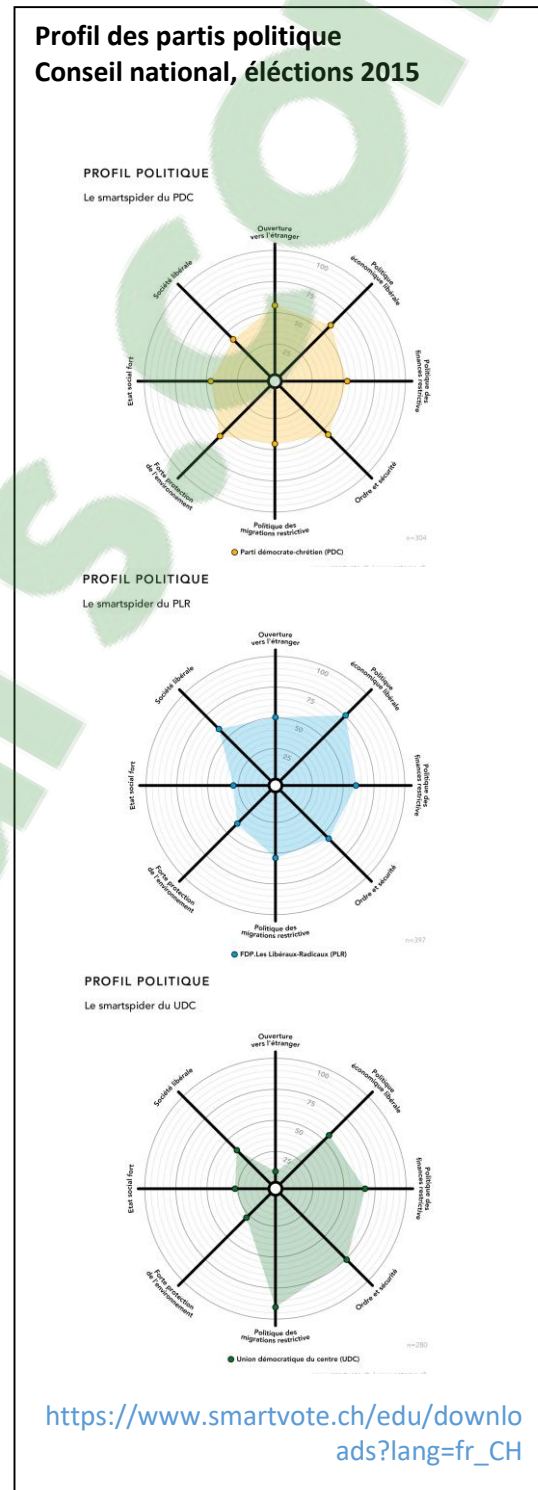 Profil des partis politique
Conseil national, éléctions 2015
PROFIL POLITIQUE
Le smartspider du PDC
Ouverture
vers l'étranger
Société libérale
100
Politique
économique libérale
75
50
25
Etat social fort
Politique des
finances restrictive
Forte protection
de l'environnement
Ordre et sécurité
Politique des
migrations restrictive
n=304
Parti démocrate-chrétien (PDC)
PROFIL POLITIQUE
Le smartspider du PLR
Ouverture
vers l'étranger
Société libérale
100
Politique
économique libérale
75
50
25
Etat social fort
Politique des
finances restrictive
Forte protection
de l'environnement
Ordre et sécurité
Politique des
migrations restrictive
n=397
FDP.Les Libéraux-Radicaux (PLR)
PROFIL POLITIQUE
Le smartspider du UDC
Ouverture
vers l'étranger
Société libérale
100
Politique
économique libérale
75
50
25
Etat social fort
Politique des
finances restrictive
Forte protection
de l'environnement
Ordre et sécurité
Politique des
migrations restrictive
n=280
Union démocratique du centre (UDC)
https://www.smartvote.ch/edu/downlo
ads?lang=fr_CH